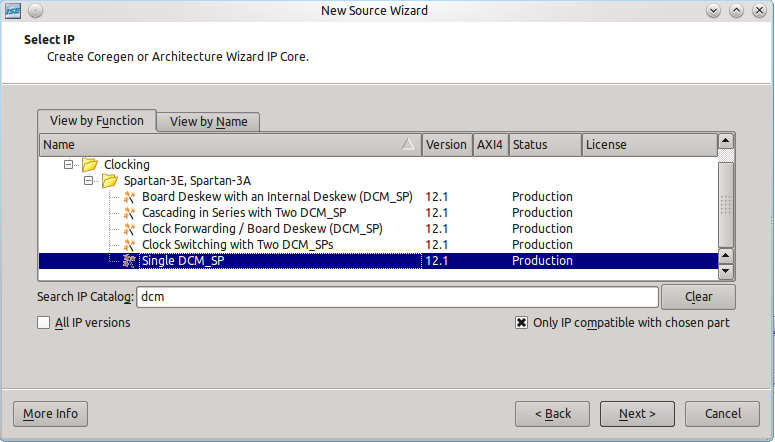 ISE
New Source Wizard
Select IP
Create Coregen or Architecture Wizard IP Core.
View by Function
View by Name
Name Version AXI4 Status License
Clocking
Spartan-3E, Spartan-3A
Board Deskew with an Internal Deskew (DCM_SP) 12.1 Production
Cascading in Series with Two DCM_SP 12.1 Production
Clock Forwarding / Board Deskew (DCM_SP) 12.1 Production
Clock Switching with Two DCM_SPs 12.1 Production
Single DCM_SP 12.1 Production
Search IP Catalog: dcm Clear
All IP versions Only IP compatible with chosen part
More Info < Back Next > Cancel